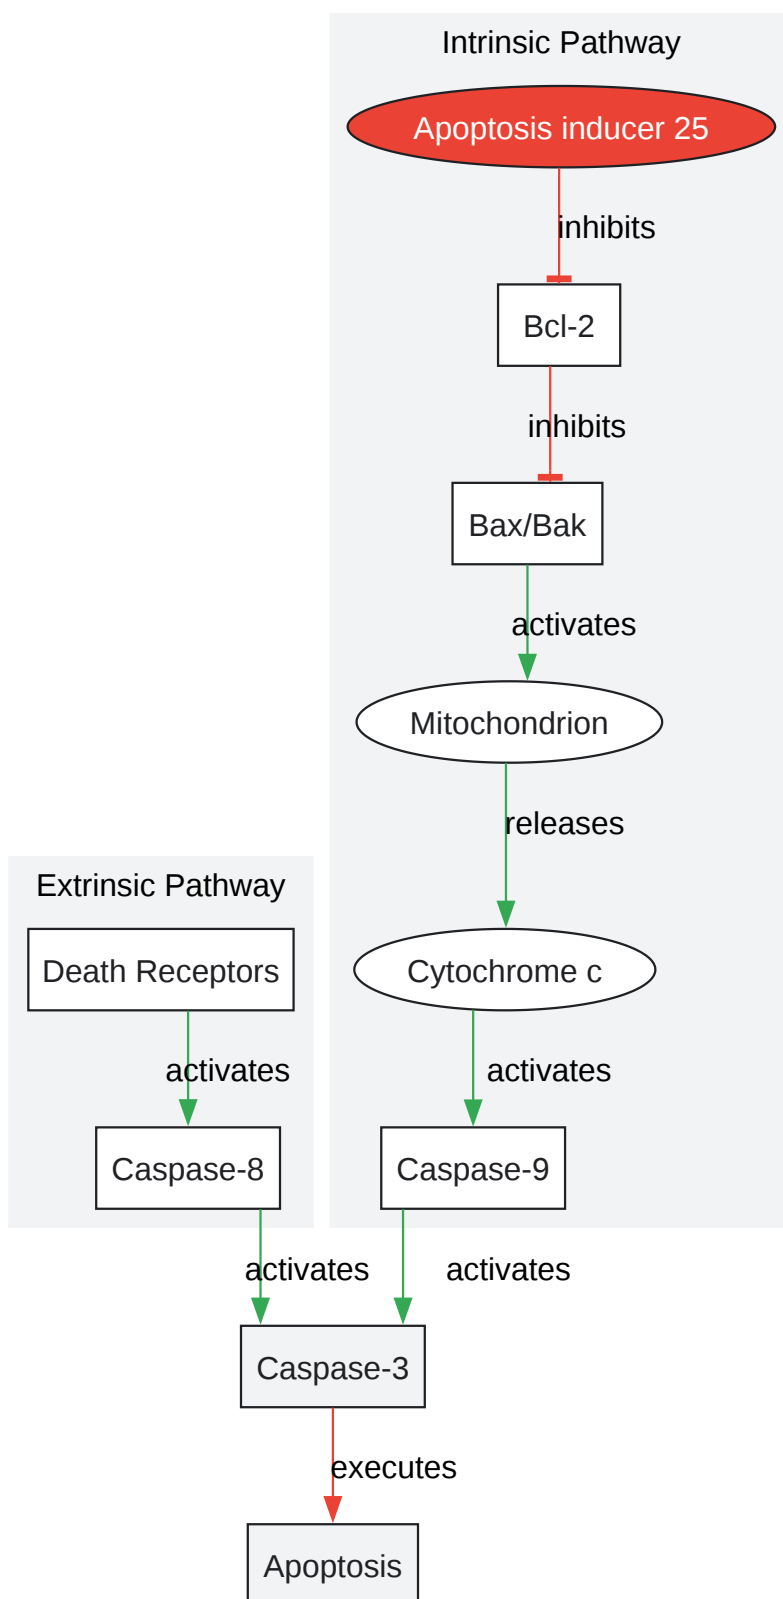 Intrinsic Pathway
Apoptosis inducer 25
inhibits
Bcl-2
inhibits
Bax/Bak
activates
Mitochondrion
releases
Extrinsic Pathway
Death Receptors
Cytochrome c
activates
activates
Caspase-8
Caspase-9
activates
activates
Caspase-3
executes
Apoptosis